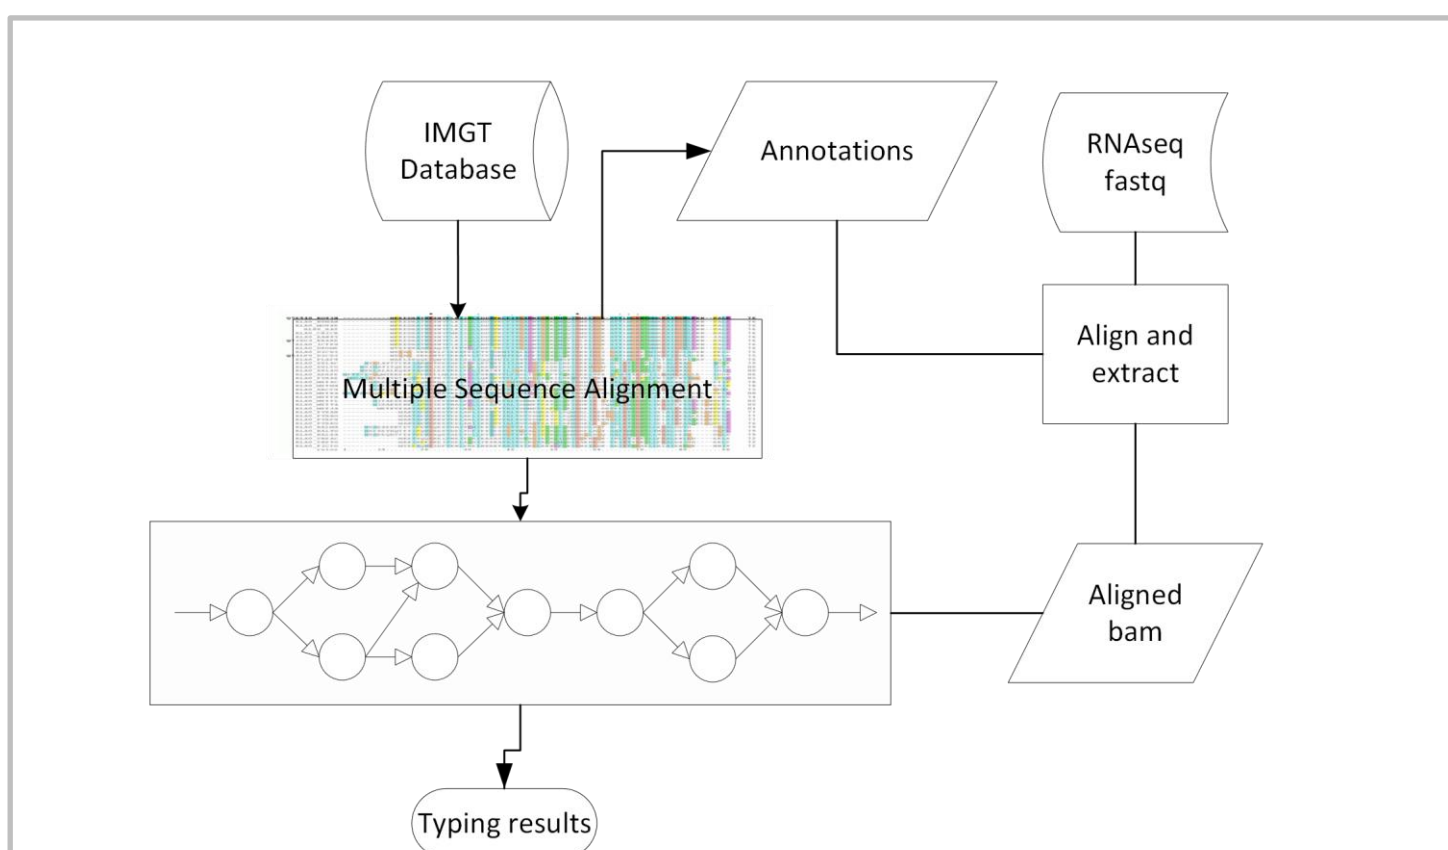 IMGT
Database
Annotations
RNAseq
fastq
Multiple Sequence Alignment
Align and
extract
Aligned
bam
Typing results